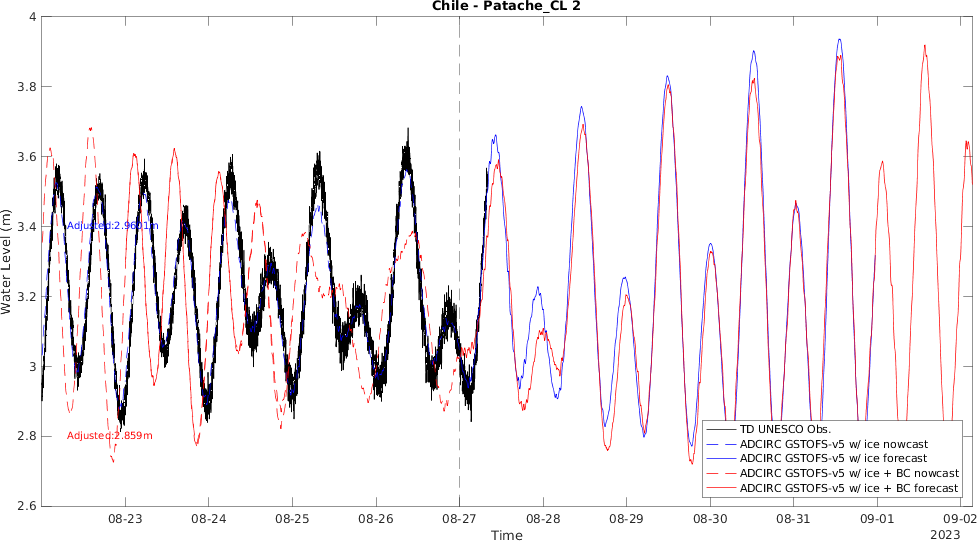 Chile - Patache_CL 2
4
3.8
3.6
3.4
3.2
3
2.8
2.6
Water Level (m)
Adjusted:2.9601m
Adjusted:2.859m
TD UNESCO Obs.
ADCIRC GSTOFS-v5 w/ ice nowcast
ADCIRC GSTOFS-v5 w/ ice forecast
ADCIRC GSTOFS-v5 w/ ice + BC nowcast
ADCIRC GSTOFS-v5 w/ ice + BC forecast
08-23 08-24 08-25 08-26 08-27 08-28 08-29 08-30 08-31 09-01 09-02
Time
2023